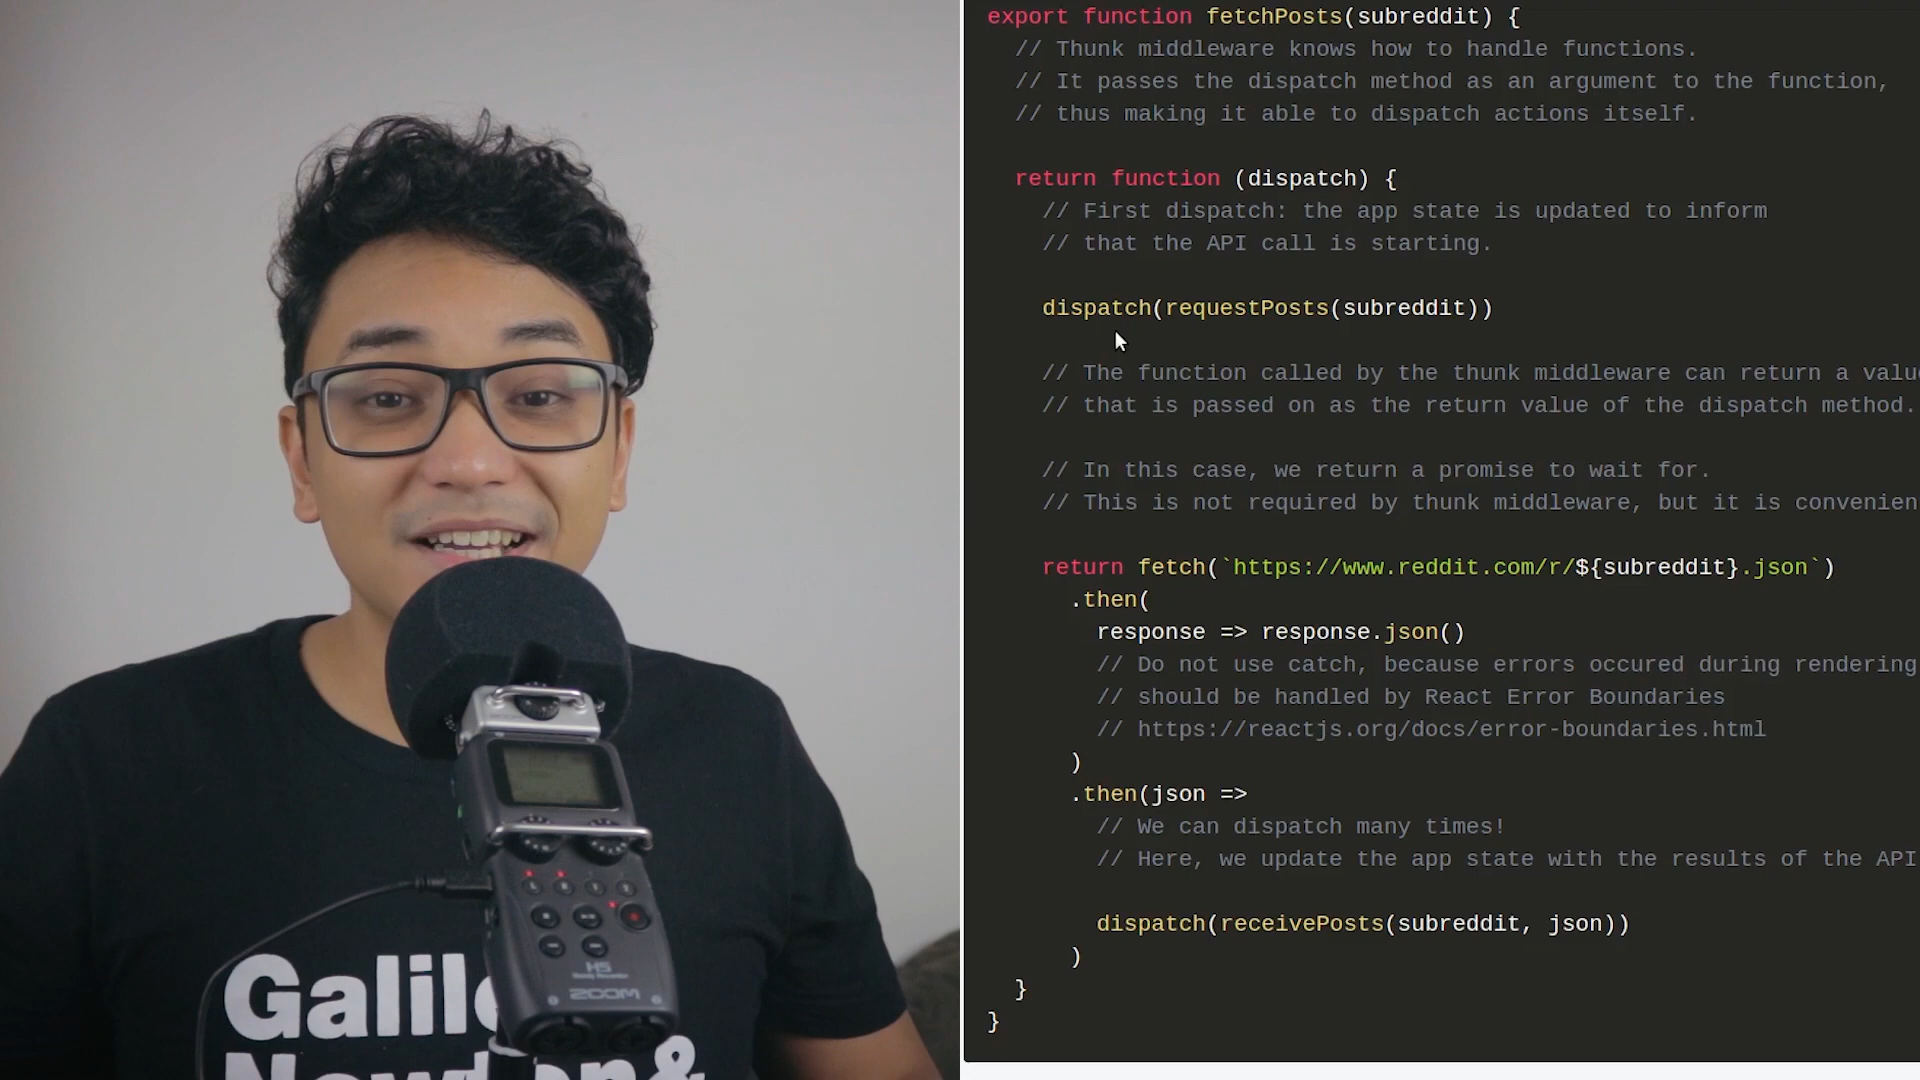 export function fetchPosts(subreddit) {
// Thunk middleware knows how to handle functions.
// It passes the dispatch method as an argument to the function,
// thus making it able to dispatch actions itself.
return function (dispatch) {
// First dispatch: the app state is updated to inform
// that the API call is starting.
dispatch(requestPosts(subreddit))
// The function called by the thunk middleware can return a
// that is passed on as the return value of the dispatch method.
// In this case, we return a promise to wait for.
// This is not required by thunk middleware, but it is
return fetch(`https://www.reddit.com/r/${subreddit}.json`)
.then(
response => response.json()
// Do not use catch, because errors occured during rendering
// should be handled by React Error Boundaries
// https://reactjs.org/docs/error-boundaries.html
)
.then(json =>
// We can dispatch many times!
// Here, we update the app state with the results of the API
dispatch(receivePosts(subreddit, json))
)
}
}
H5
ZOOM
&